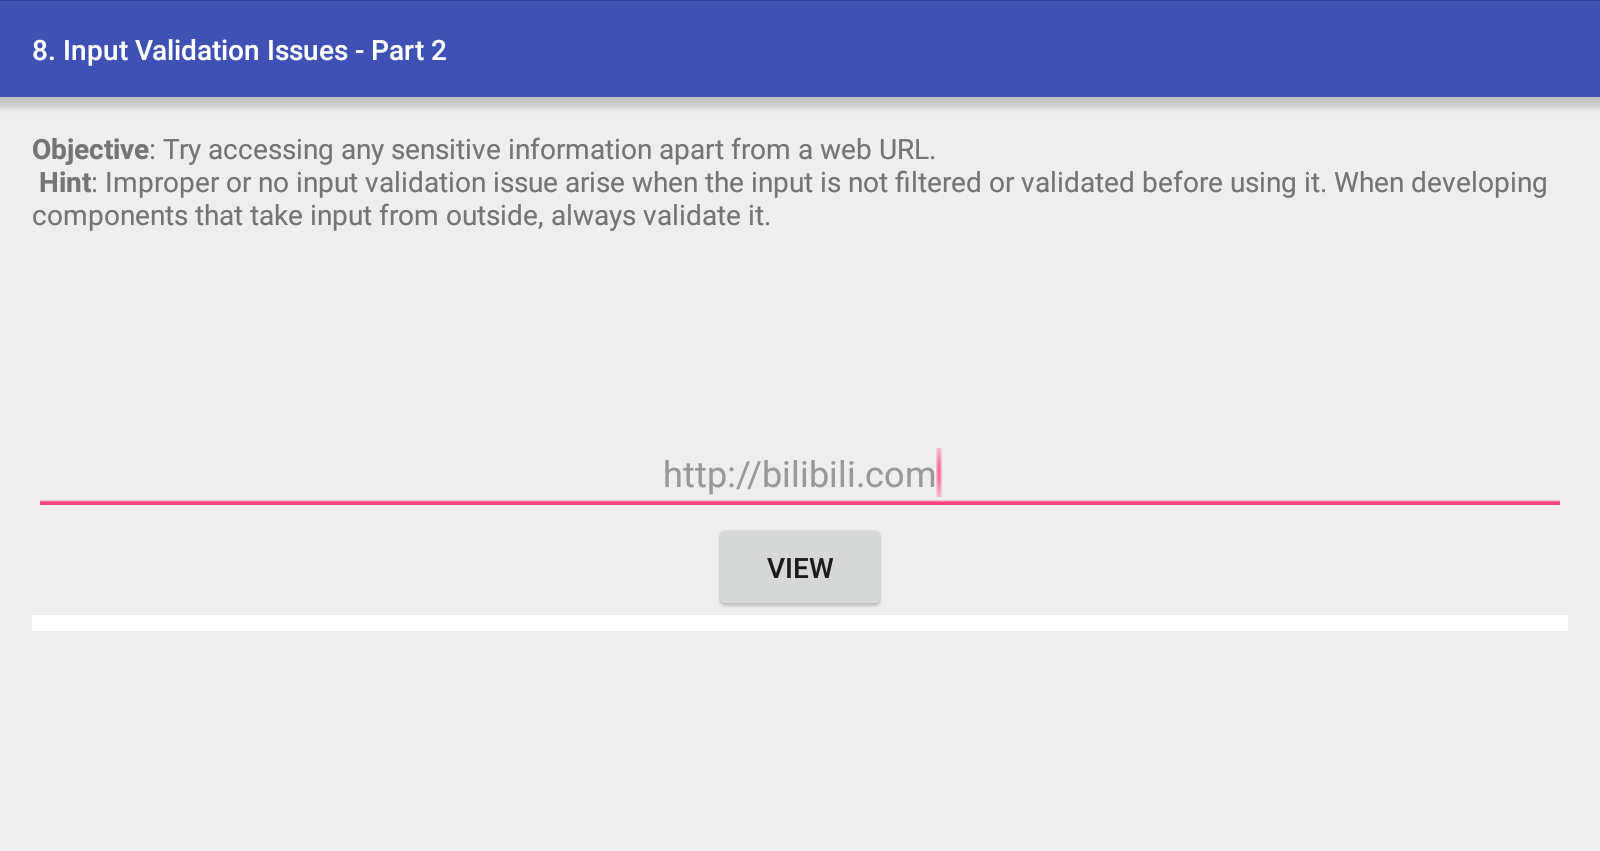 8. Input Validation Issues - Part 2
Objective: Try accessing any sensitive information apart from a web URL.
Hint: Improper or no input validation issue arise when the input is not filtered or validated before using it. When developing
components that take input from outside, always validate it.
http://bilibili.com
VIEW